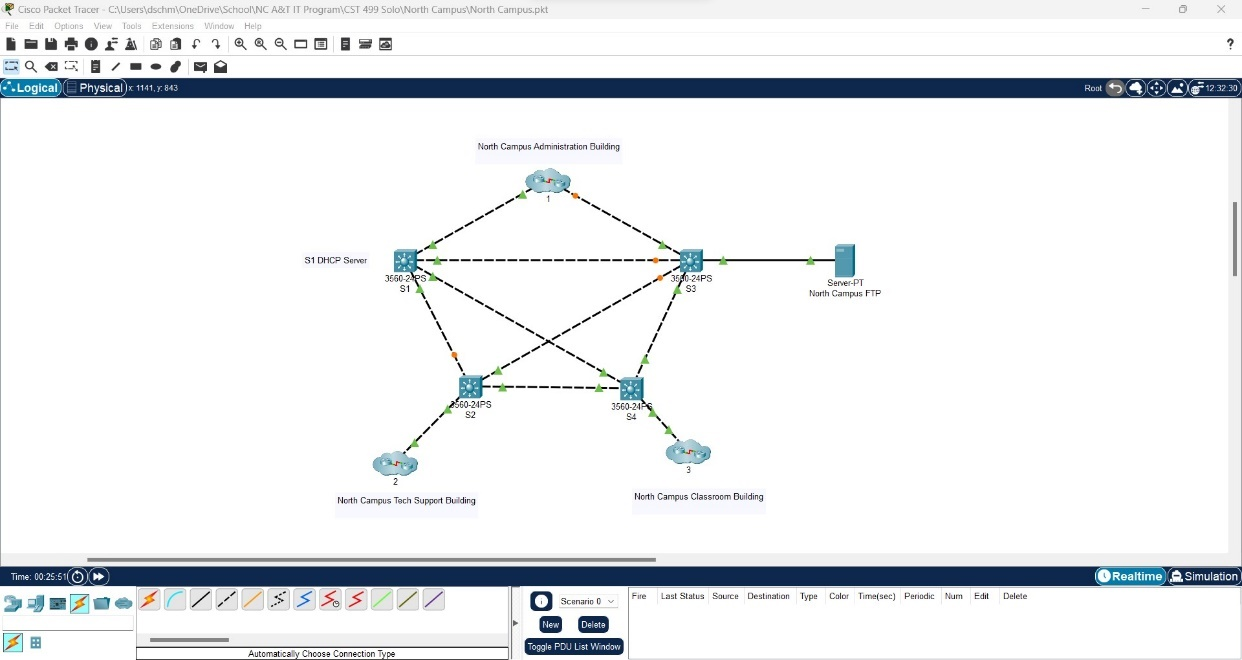 Cisco Packet Tracer - C:\Users\dschm\OneDrive\School\NC A&T IT Program\CST 499 Solo\North Campus\North Campus.pkt
File Edit Options View Tools Extensions Window Help
?
Logical Physical x: 1141, y: 843
Root 12:32:30
North Campus Administration Building
1
S1 DHCP Server
3560-24PS
S1
3560-24PS
S3
Server-PT
North Campus FTP
3560-24PS
S2
3560-24PS
S4
2
3
North Campus Tech Support Building
North Campus Classroom Building
Time: 00:25:51
Realtime Simulation
Scenario 0
New Delete
Toggle PDU List Window
Fire Last Status Source Destination Type Color Time(sec) Periodic Num Edit Delete
Automatically Choose Connection Type